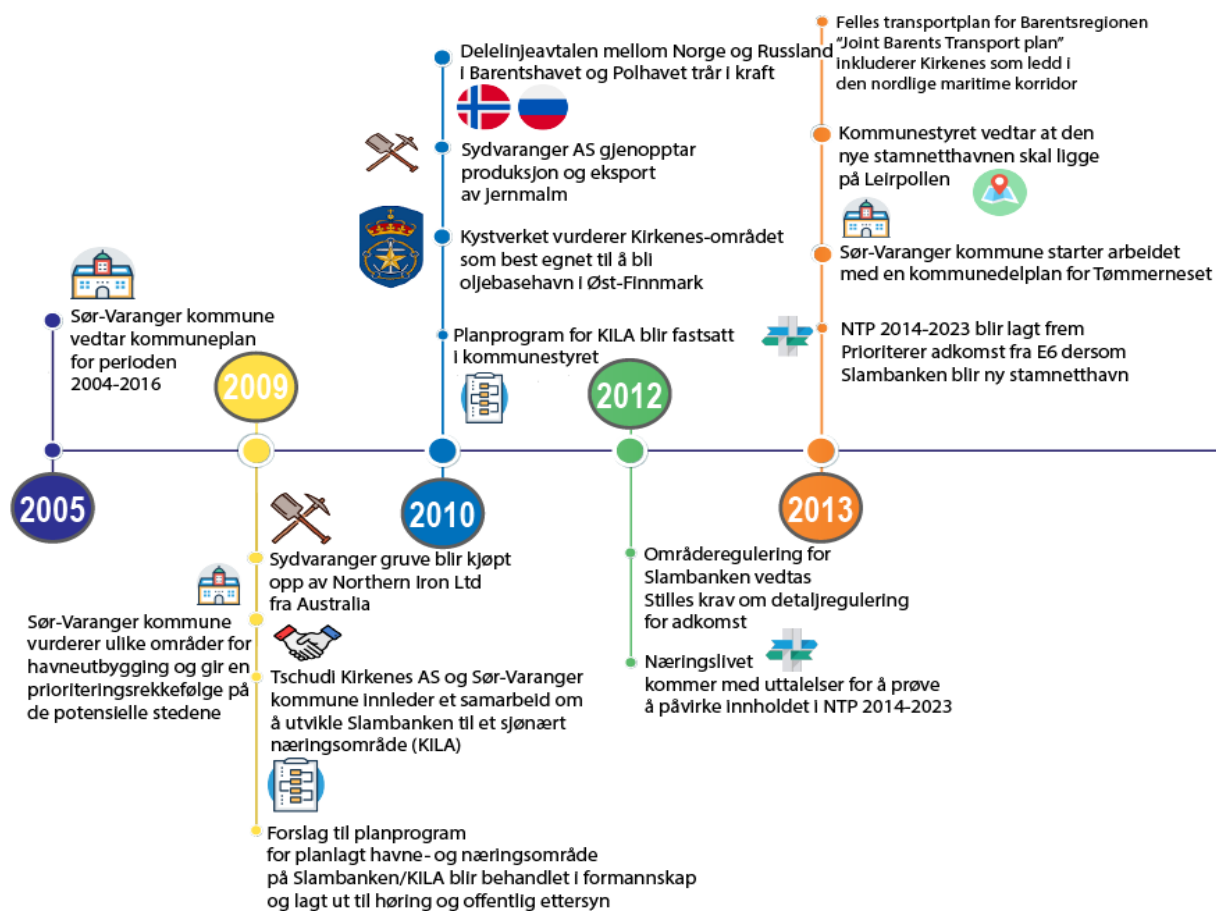 Sør-Varanger kommune
vedtar kommuneplan
for perioden
2004-2016
2005
2009
Sydvaranger gruve blir kjøpt
opp av Northern Iron Ltd
fra Australia
Sør-Varanger kommune
vurderer ulike områder for
havneutbygging og gir en
prioriteringsrekkefølge på
de potensielle stedene
Tschudi Kirkenes AS og Sør-Varanger
kommune innleder et samarbeid om
å utvikle Slambanken til et sjønært
næringsområde (KILA)
Forslag til planprogram
for planlagt havne- og næringsområde
på Slambanken/KILA blir behandlet i formannskap
og lagt ut til høring og offentlig ettersyn
Delelinjeavtalen mellom Norge og Russland
i Barentshavet og Polhavet trår i kraft
Sydvaranger AS gjenopptar
produksjon og eksport
av jernmalm
Kystverket vurderer Kirkenes-området
som best egnet til å bli
oljebasehavn i Øst-Finnmark
Planprogram for KILA blir fastsatt
i kommunestyret
2010
2012
Områderegulering for
Slambanken vedtas
Stilles krav om detaljregulering
for adkomst
Næringslivet
kommer med uttalelser for å prøve
å påvirke innholdet i NTP 2014-2023
Felles transportplan for Barentsregionen
"Joint Barents Transport plan"
inkluderer Kirkenes som ledd i
den nordlige maritime korridor
Kommunestyret vedtar at den
nye stamnetthavnen skal ligge
på Leirpollen
Sør-Varanger kommune starter arbeidet
med en kommunedelplan for Tømmerneset
NTP 2014-2023 blir lagt frem
Prioriterer adkomst fra E6 dersom
Slambanken blir ny stamnetthavn
2013